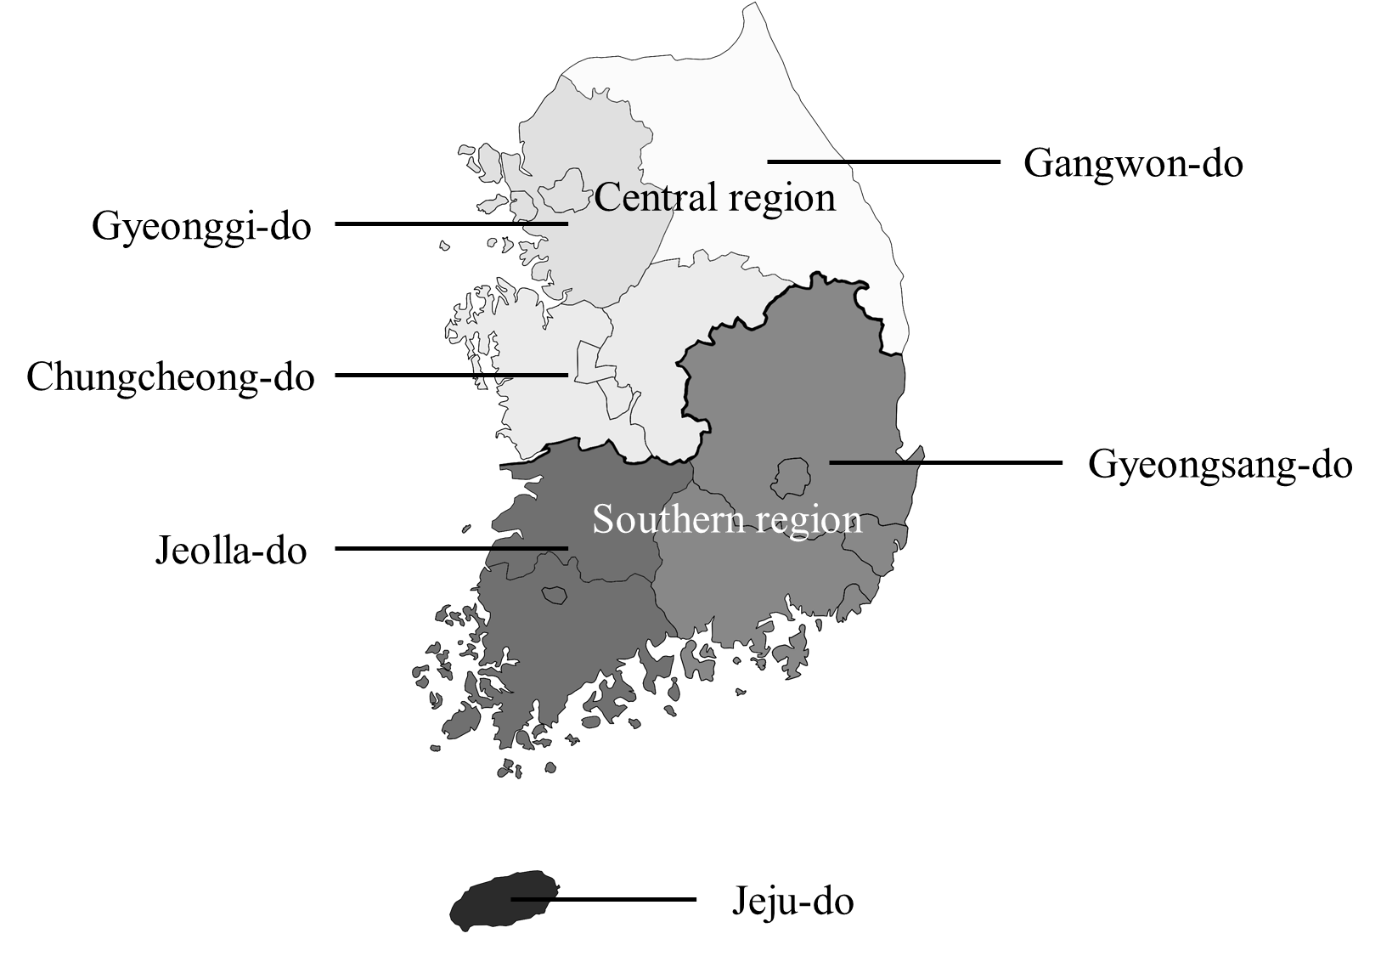 Gangwon-do
Central region
Gyeonggi-do
Chungcheong-do
Gyeongsang-do
Southern region
Jeolla-do
Jeju-do